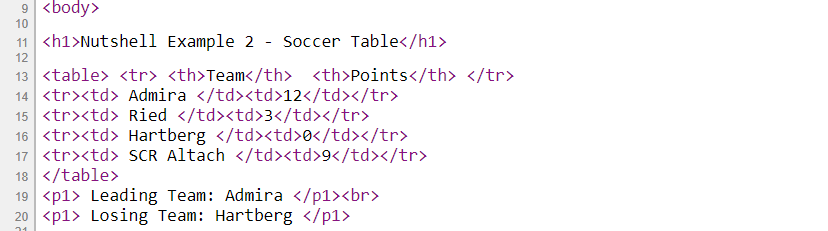 9 <body>
10
11 <h1>Nutshell Example 2 - Soccer Table</h1>
12
13 <table> <tr> <th>Team</th>  <th>Points</th> </tr>
14 <tr><td> Admira </td><td>12</td></tr>
15 <tr><td> Ried </td><td>3</td></tr>
16 <tr><td> Hartberg </td><td>0</td></tr>
17 <tr><td> SCR Altach </td><td>9</td></tr>
18 </table>
19 <p1> Leading Team: Admira </p1><br>
20 <p1> Losing Team: Hartberg </p1>